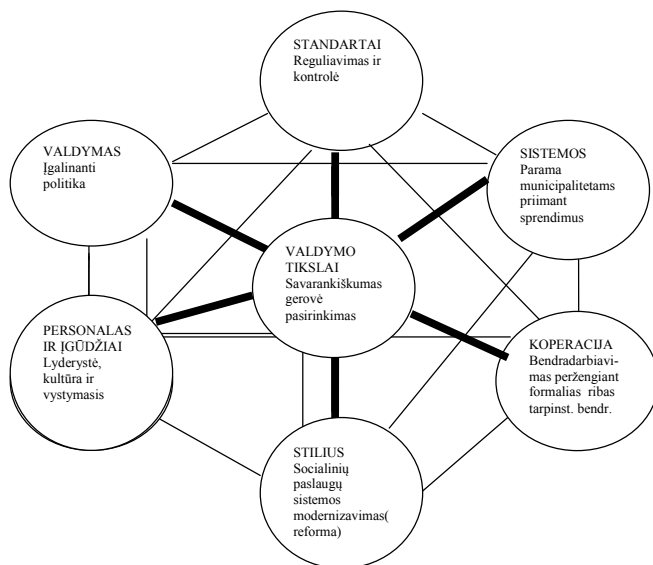 STANDARTAI
Reguliavimas ir
kontrolė
VALDYMAS
Įgalinanti
politika
SISTEMOS
Parama
municipalitetams
priimant
sprendimus
VALDYMO
TIKSLAI
Savarankiškumas
gerovė
pasirinkimas
PERSONALAS
IR ĮGŪDŽIAI
Lyderystė,
kultūra ir
vystymasis
KOPERACIJA
Bendradarbiavi-
mas peržengiant
formalias ribas
tarpinst. bendr.
STILIUS
Socialinių
paslaugų
sistemos
modernizavimas(
reforma)